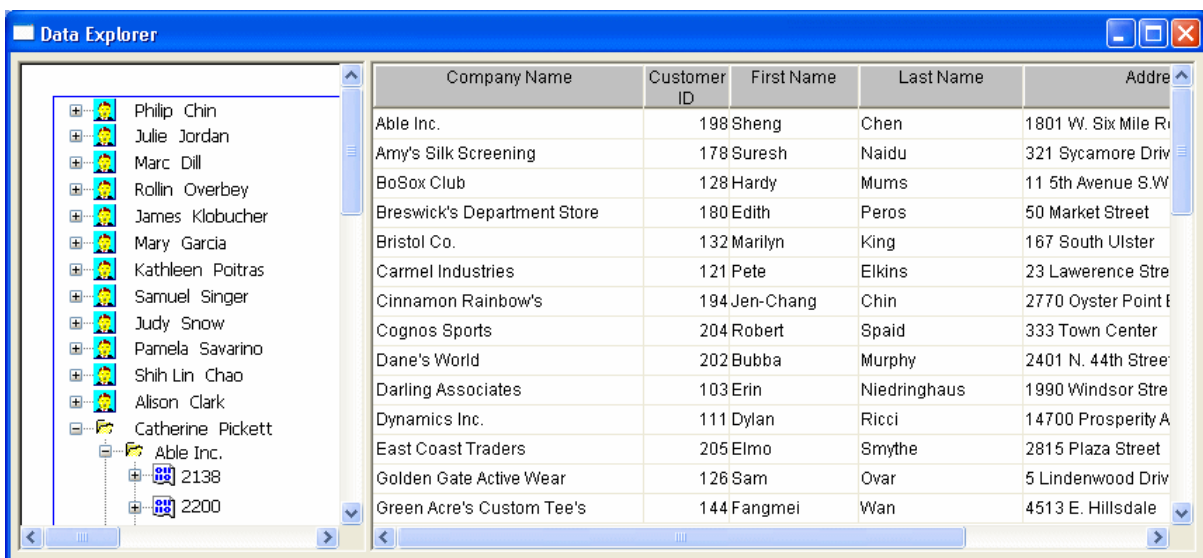 Data Explorer
Philip Chin
Julie Jordan
Marc Dill
Rollin Overbey
James Klobucher
Mary Garcia
Kathleen Poitras
Samuel Singer
Judy Snow
Pamela Savarino
Shih Lin Chao
Alison Clark
Catherine Pickett
Able Inc.
2138
2200
Company Name Customer ID First Name Last Name Addre
Able Inc. 198 Sheng Chen 1801 W. Six Mile R
Amy's Silk Screening 178 Suresh Naidu 321 Sycamore Driv
BoSox Club 128 Hardy Mums 11 5th Avenue S.W
Breswick's Department Store 180 Edith Peros 50 Market Street
Bristol Co. 132 Marilyn King 167 South Ulster
Carmel Industries 121 Pete Elkins 23 Lawerence Stre
Cinnamon Rainbow's 194 Jen-Chang Chin 2770 Oyster Point
Cognos Sports 204 Robert Spaid 333 Town Center
Dane's World 202 Bubba Murphy 2401 N. 44th Stree
Darling Associates 103 Erin Niedringhaus 1990 Windsor Stre
Dynamics Inc. 111 Dylan Ricci 14700 Prosperity A
East Coast Traders 205 Elmo Smythe 2815 Plaza Street
Golden Gate Active Wear 126 Sam Ovar 5 Lindenwood Driv
Green Acre's Custom Tee's 144 Fangmei Wan 4513 E. Hillsdale